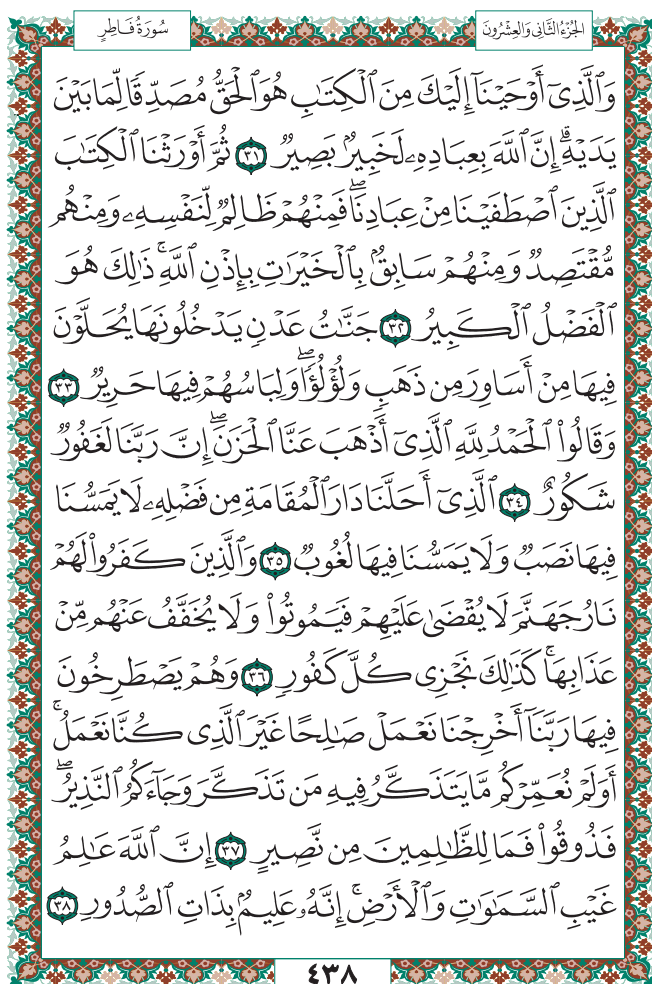 سُورَةُ فَاطِرٍ
الجُزْءُ الثَّانِي وَالعِشْرُونَ
وَٱلَّذِىٓ أَوْحَيْنَآ إِلَيْكَ مِنَ ٱلْكِتَٰبِ هُوَ ٱلْحَقُّ مُصَدِّقًا لِّمَا بَيْنَ
يَدَيْهِۗ إِنَّ ٱللَّهَ بِعِبَادِهِۦ لَخَبِيرٌۢ بَصِيرٌ ٣١ ثُمَّ أَوْرَثْنَا ٱلْكِتَٰبَ
ٱلَّذِينَ ٱصْطَفَيْنَا مِنْ عِبَادِنَاۖ فَمِنْهُمْ ظَالِمٌ لِّنَفْسِهِۦ وَمِنْهُم
مُّقْتَصِدٌ وَمِنْهُمْ سَابِقٌۢ بِٱلْخَيْرَٰتِ بِإِذْنِ ٱللَّهِۚ ذَٰلِكَ هُوَ
ٱلْفَضْلُ ٱلْكَبِيرُ ٣٢ جَنَّٰتُ عَدْنٍ يَدْخُلُونَهَا يُحَلَّوْنَ
فِيهَا مِنْ أَسَاوِرَ مِن ذَهَبٍ وَلُؤْلُؤًاۖ وَلِبَاسُهُمْ فِيهَا حَرِيرٌ ٣٣
وَقَالُوا۟ ٱلْحَمْدُ لِلَّهِ ٱلَّذِىٓ أَذْهَبَ عَنَّا ٱلْحَزَنَۖ إِنَّ رَبَّنَا لَغَفُورٌ
شَكُورٌ ٣٤ ٱلَّذِىٓ أَحَلَّنَا دَارَ ٱلْمُقَامَةِ مِن فَضْلِهِۦ لَا يَمَسُّنَا
فِيهَا نَصَبٌ وَلَا يَمَسُّنَا فِيهَا لُغُوبٌ ٣٥ وَٱلَّذِينَ كَفَرُوا۟ لَهُمْ
نَارُ جَهَنَّمَ لَا يُقْضَىٰ عَلَيْهِمْ فَيَمُوتُوا۟ وَلَا يُخَفَّفُ عَنْهُم مِّنْ
عَذَابِهَاۚ كَذَٰلِكَ نَجْزِى كُلَّ كَفُورٍ ٣٦ وَهُمْ يَصْطَرِخُونَ
فِيهَا رَبَّنَآ أَخْرِجْنَا نَعْمَلْ صَٰلِحًا غَيْرَ ٱلَّذِى كُنَّا نَعْمَلُۚ
أَوَلَمْ نُعَمِّرْكُم مَّا يَتَذَكَّرُ فِيهِ مَن تَذَكَّرَ وَجَآءَكُمُ ٱلنَّذِيرُۖ
فَذُوقُوا۟ فَمَا لِلظَّٰلِمِينَ مِن نَّصِيرٍ ٣٧ إِنَّ ٱللَّهَ عَٰلِمُ
غَيْبِ ٱلسَّمَٰوَٰتِ وَٱلْأَرْضِۚ إِنَّهُۥ عَلِيمٌۢ بِذَاتِ ٱلصُّدُورِ ٣٨
٤٣٨